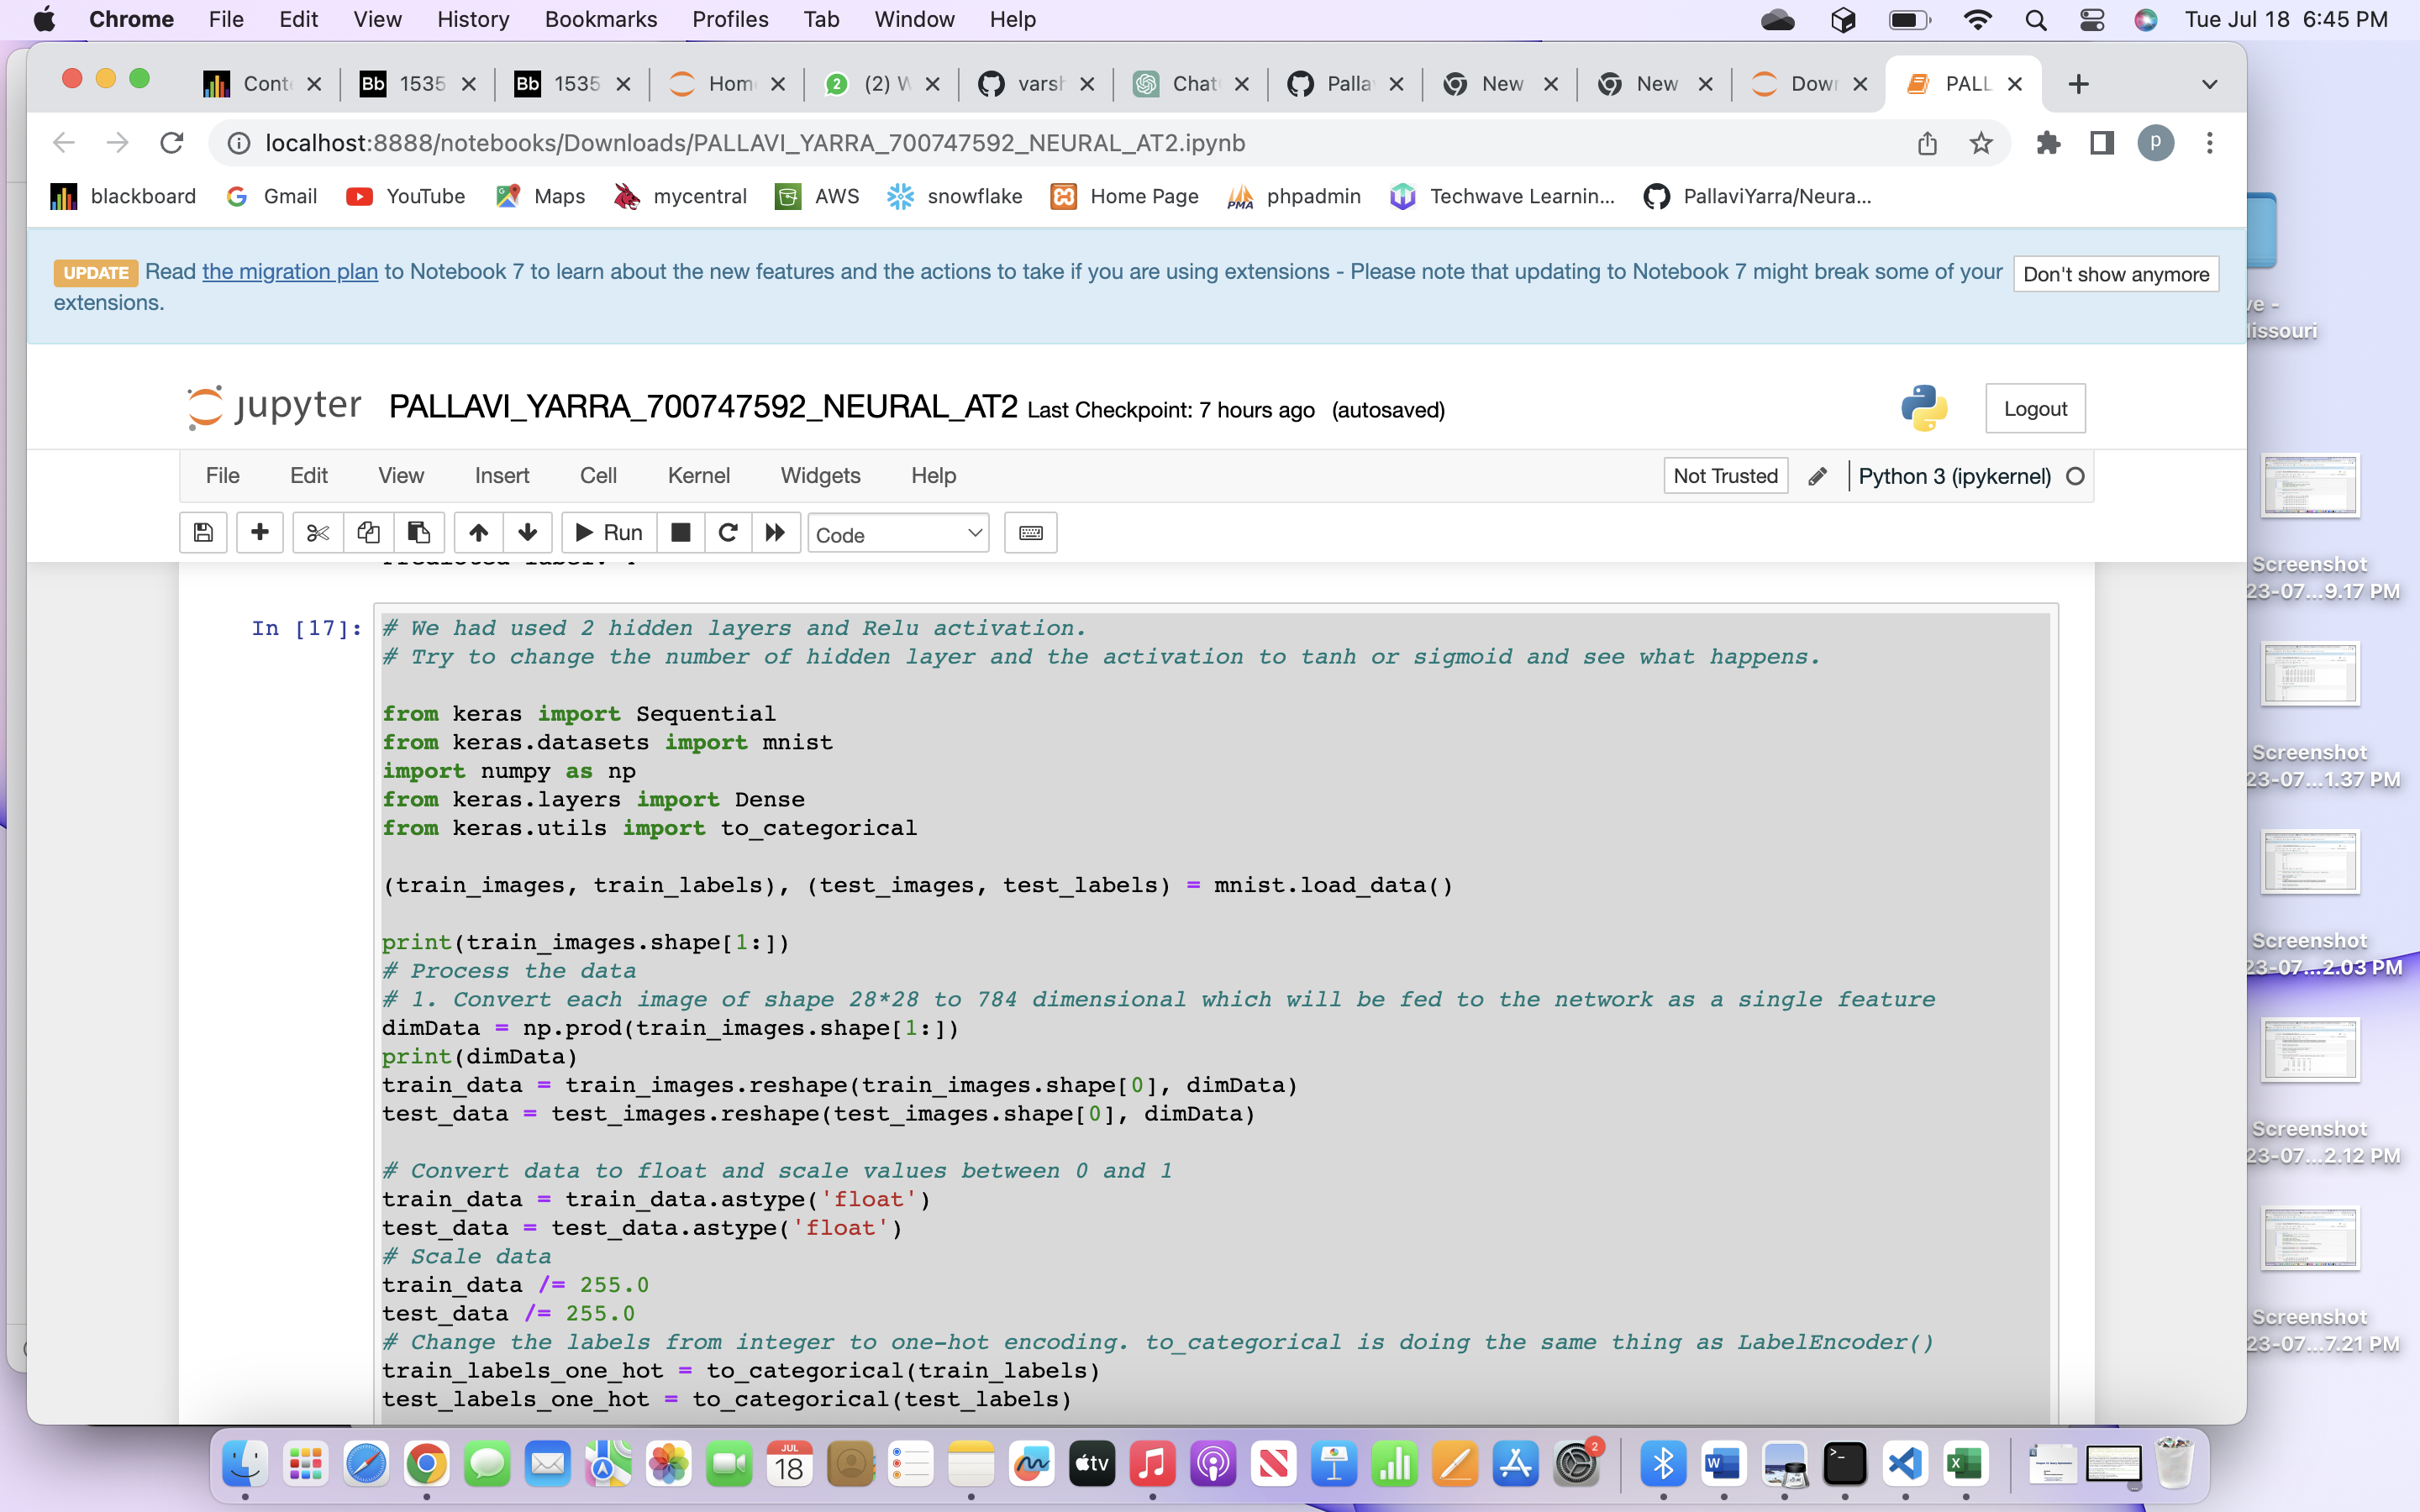 Chrome File Edit View History Bookmarks Profiles Tab Window Help Tue Jul 18 6:45 PM
Cont Bb 1535 Bb 1535 Hom 2 (2) W varsh Chat Palla New New Down PALL
localhost:8888/notebooks/Downloads/PALLAVI_YARRA_700747592_NEURAL_AT2.ipynb p
blackboard Gmail YouTube Maps mycentral AWS snowflake Home Page PMA phpadmin Techwave Learnin... PallaviYarra/Neura...
UPDATE Read the migration plan to Notebook 7 to learn about the new features and the actions to take if you are using extensions - Please note that updating to Notebook 7 might break some of your Don't show anymore
extensions.
ve -
lissouri
jupyter PALLAVI_YARRA_700747592_NEURAL_AT2 Last Checkpoint: 7 hours ago (autosaved) Logout
File Edit View Insert Cell Kernel Widgets Help Not Trusted Python 3 (ipykernel)
Run Code
In [17]:
# We had used 2 hidden layers and Relu activation.
# Try to change the number of hidden layer and the activation to tanh or sigmoid and see what happens.
from keras import Sequential
from keras.datasets import mnist
import numpy as np
from keras.layers import Dense
from keras.utils import to_categorical
(train_images, train_labels), (test_images, test_labels) = mnist.load_data()
print(train_images.shape[1:])
# Process the data
# 1. Convert each image of shape 28*28 to 784 dimensional which will be fed to the network as a single feature
dimData = np.prod(train_images.shape[1:])
print(dimData)
train_data = train_images.reshape(train_images.shape[0], dimData)
test_data = test_images.reshape(test_images.shape[0], dimData)
# Convert data to float and scale values between 0 and 1
train_data = train_data.astype('float')
test_data = test_data.astype('float')
# Scale data
train_data /= 255.0
test_data /= 255.0
# Change the labels from integer to one-hot encoding. to_categorical is doing the same thing as LabelEncoder()
train_labels_one_hot = to_categorical(train_labels)
test_labels_one_hot = to_categorical(test_labels)
Screenshot
23-07...9.17 PM
Screenshot
23-07...1.37 PM
Screenshot
23-07...2.03 PM
Screenshot
23-07...2.12 PM
Screenshot
23-07...7.21 PM
JUL
18
tv
2